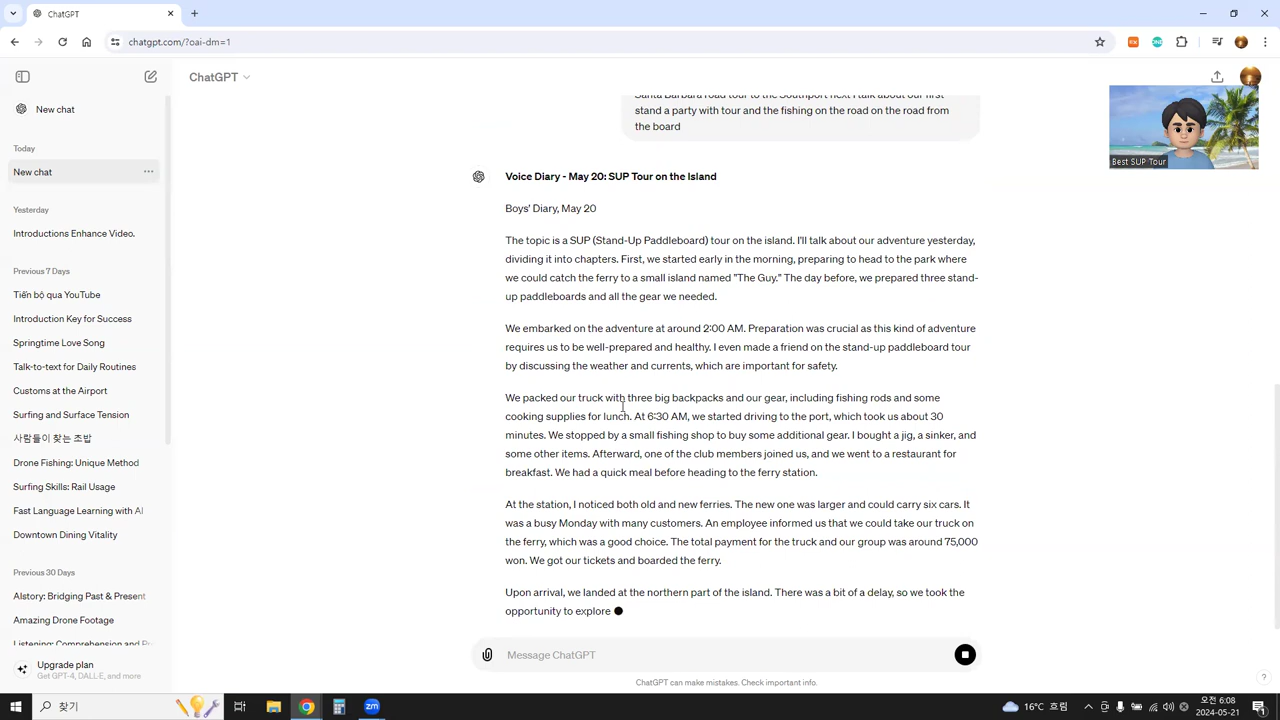 ChatGPT
chatgpt.com/?oai-dm=1
ChatGPT
New chat
Today
New chat
Yesterday
Introductions Enhance Video.
Previous 7 Days
Tiến bộ qua YouTube
Introduction Key for Success
Springtime Love Song
Talk-to-text for Daily Routines
Customs at the Airport
Surfing and Surface Tension
사람들이 찾는 초밥
Drone Fishing: Unique Method
Surfing Skills: Rail Usage
Fast Language Learning with AI
Downtown Dining Vitality
Previous 30 Days
AIstory: Bridging Past & Present
Amazing Drone Footage
Listening: Comprehension and
Upgrade plan
Get GPT-4, DALL·E, and more
Santa Barbara road tour to the Southport next I talk about our first
stand a party with tour and the fishing on the road on the road from
the board
Voice Diary - May 20: SUP Tour on the Island
Boys' Diary, May 20
The topic is a SUP (Stand-Up Paddleboard) tour on the island. I'll talk about our adventure yesterday,
dividing it into chapters. First, we started early in the morning, preparing to head to the park where
we could catch the ferry to a small island named "The Guy." The day before, we prepared three stand-
up paddleboards and all the gear we needed.
We embarked on the adventure at around 2:00 AM. Preparation was crucial as this kind of adventure
requires us to be well-prepared and healthy. I even made a friend on the stand-up paddleboard tour
by discussing the weather and currents, which are important for safety.
We packed our truck with three big backpacks and our gear, including fishing rods and some
cooking supplies for lunch. At 6:30 AM, we started driving to the port, which took us about 30
minutes. We stopped by a small fishing shop to buy some additional gear. I bought a jig, a sinker, and
some other items. Afterward, one of the club members joined us, and we went to a restaurant for
breakfast. We had a quick meal before heading to the ferry station.
At the station, I noticed both old and new ferries. The new one was larger and could carry six cars. It
was a busy Monday with many customers. An employee informed us that we could take our truck on
the ferry, which was a good choice. The total payment for the truck and our group was around 75,000
won. We got our tickets and boarded the ferry.
Upon arrival, we landed at the northern part of the island. There was a bit of a delay, so we took the
opportunity to explore
Message ChatGPT
ChatGPT can make mistakes. Check important info.
?
Best SUP Tour
찾기
16°C 흐림
오전 6:08
2024-05-21